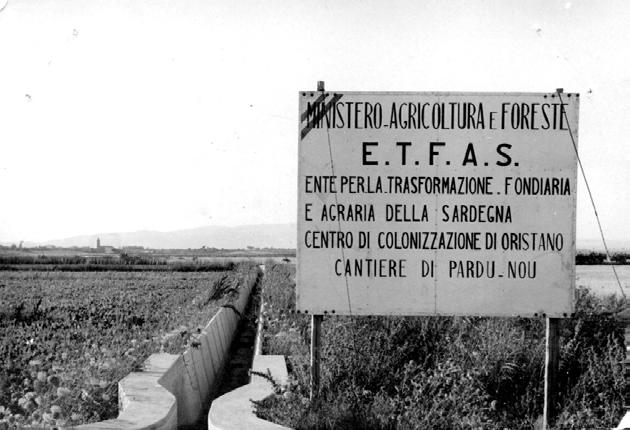 MINISTERO-AGRICOLTURA E FORESTE
E.T.F.A.S.
ENTE PER.LA.TRASFORMAZIONE-FONDIARIA
E AGRARIA DELLA SARDEGNA
CENTRO DI COLONIZZAZIONE DI ORISTANO
CANTIERE DI PARDU-NOU